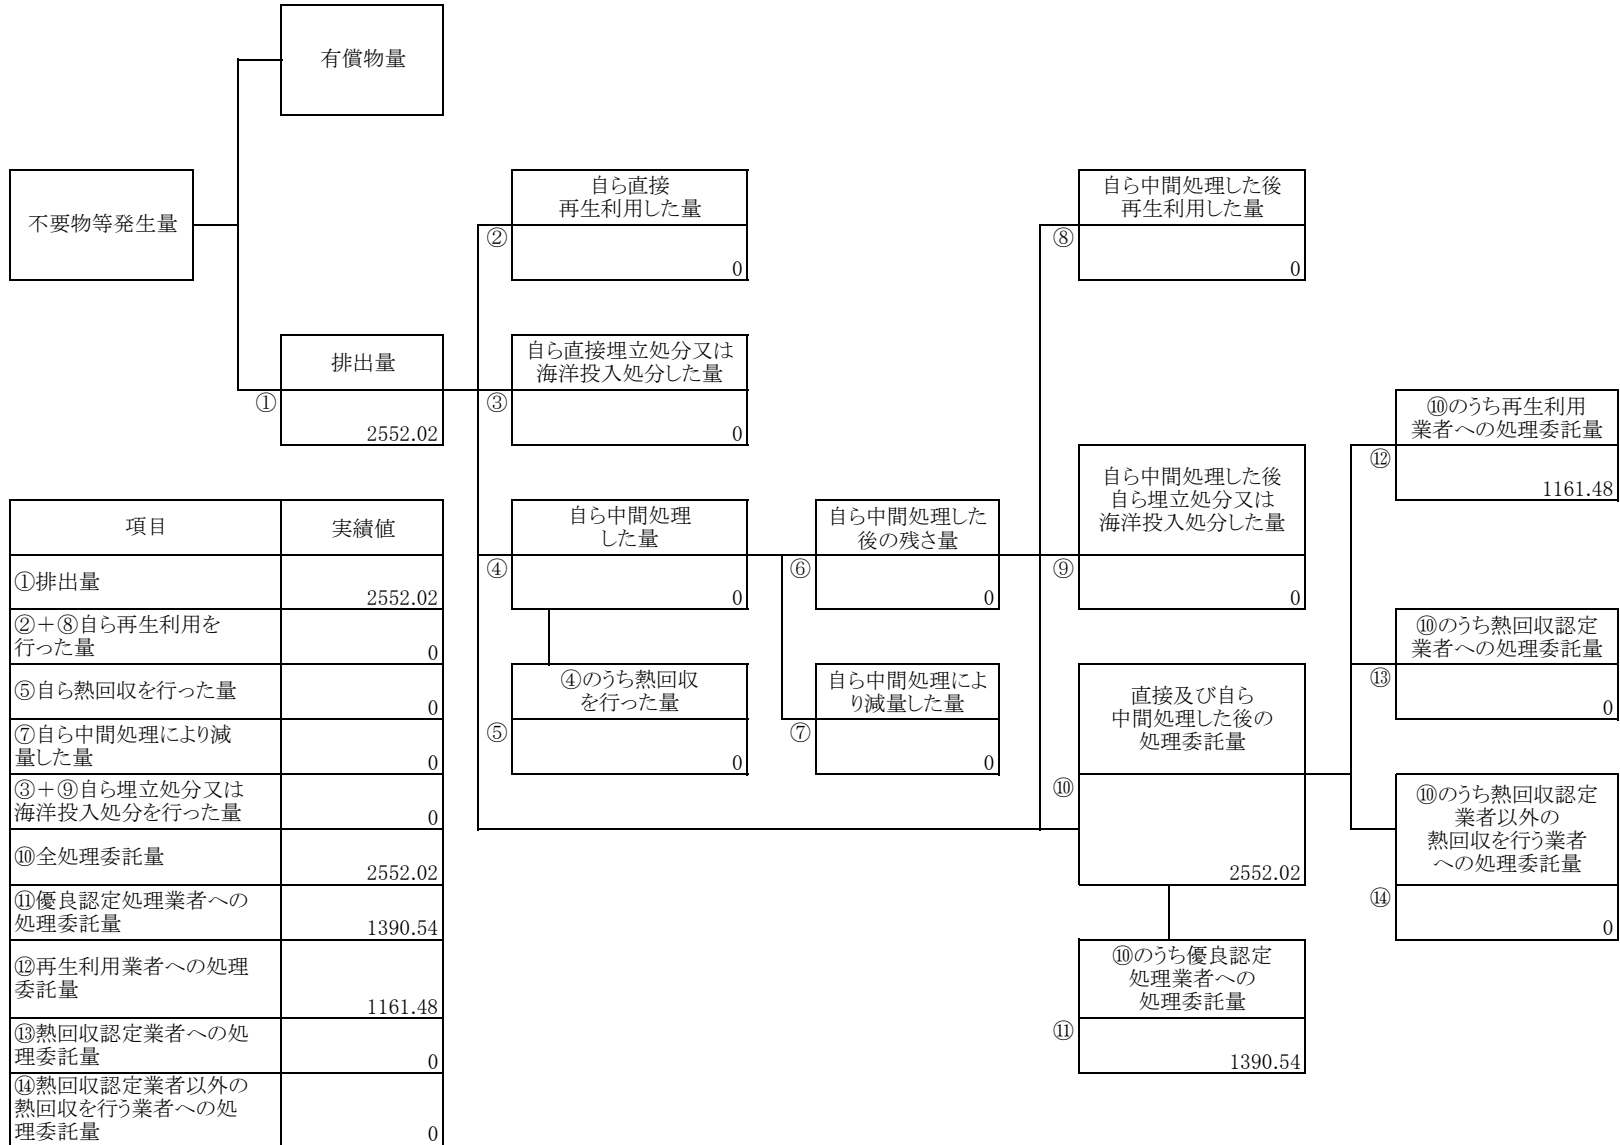 有償物量
不要物等発生量
排出量
①
2552.02
自ら直接
再生利用した量
②
0
自ら直接埋立処分又は
海洋投入処分した量
③
0
自ら中間処理
した量
④
0
④のうち熱回収
を行った量
⑤
0
自ら中間処理した
後の残さ量
⑥
0
自ら中間処理によ
り減量した量
⑦
0
自ら中間処理した後
再生利用した量
⑧
0
自ら中間処理した後
自ら埋立処分又は
海洋投入処分した量
⑨
0
直接及び自ら
中間処理した後の
処理委託量
⑩
2552.02
⑩のうち優良認定
処理業者への
処理委託量
⑪
1390.54
⑩のうち再生利用
業者への処理委託量
⑫
1161.48
⑩のうち熱回収認定
業者への処理委託量
⑬
0
⑩のうち熱回収認定
業者以外の
熱回収を行う業者
への処理委託量
⑭
0
項目 実績値
①排出量 2552.02
②＋⑧自ら再生利用を
行った量 0
⑤自ら熱回収を行った量 0
⑦自ら中間処理により減
量した量 0
③＋⑨自ら埋立処分又は
海洋投入処分を行った量 0
⑩全処理委託量 2552.02
⑪優良認定処理業者への
処理委託量 1390.54
⑫再生利用業者への処理
委託量 1161.48
⑬熱回収認定業者への処
理委託量 0
⑭熱回収認定業者以外の
熱回収を行う業者への処
理委託量 0